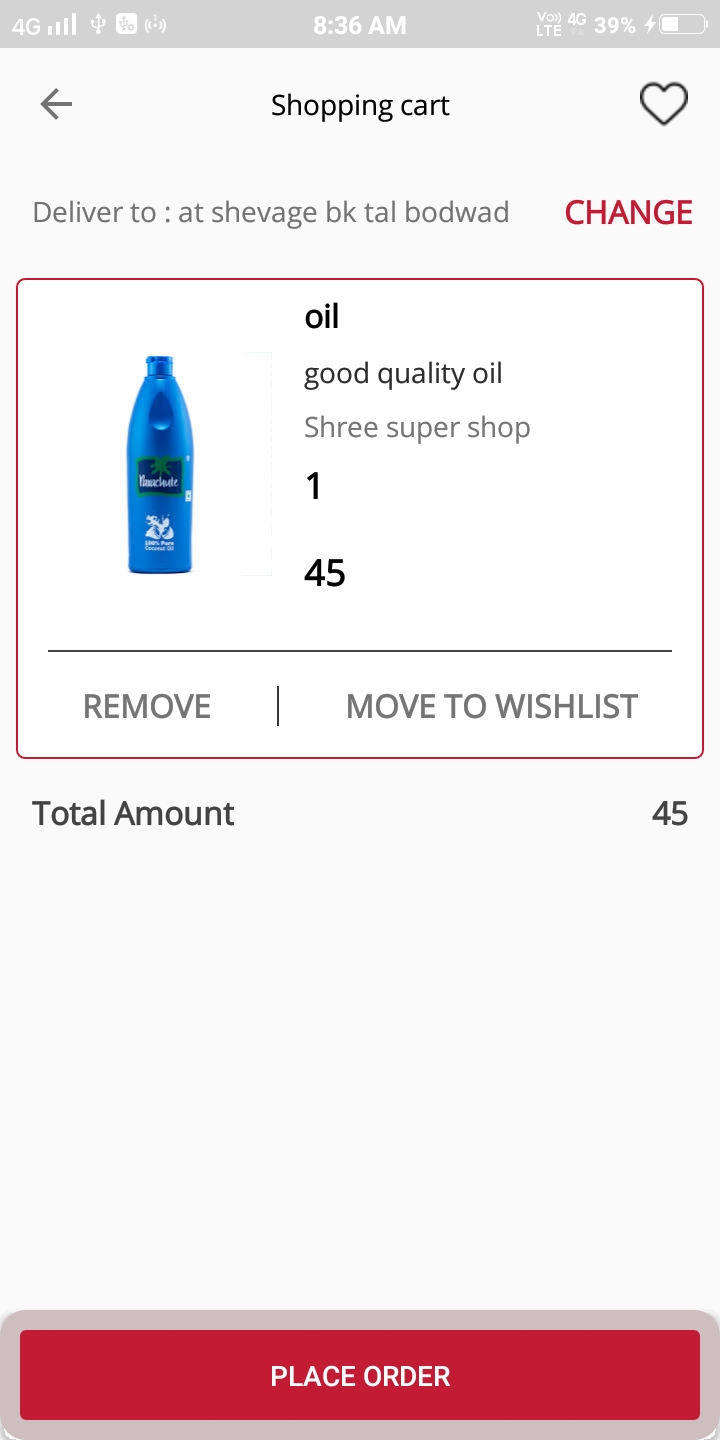 4G 8:36 AM Vo)) LTE 4G 39%
Shopping cart
Deliver to : at shevage bk tal bodwad CHANGE
oil
good quality oil
Shree super shop
1
45
Parachute
100% Pure
Coconut Oil
REMOVE | MOVE TO WISHLIST
Total Amount 45
PLACE ORDER